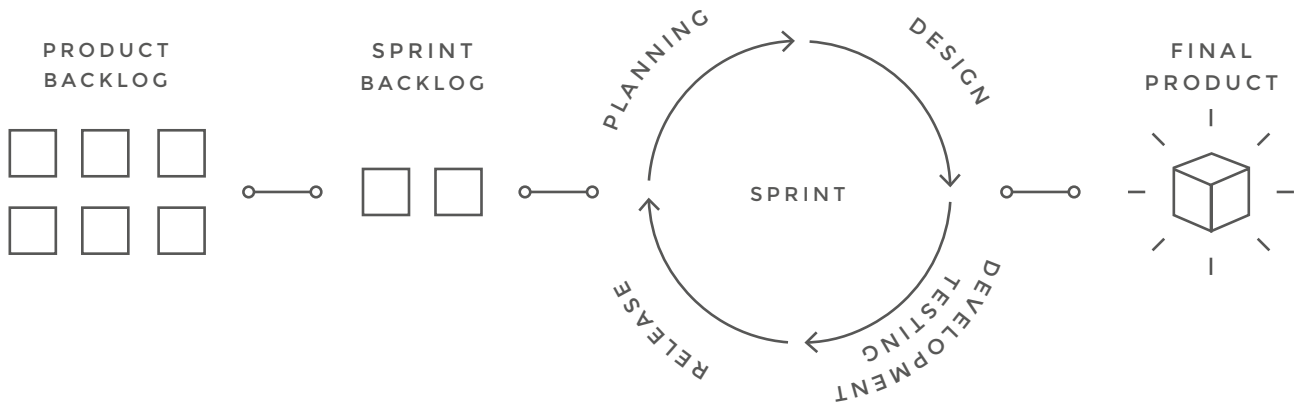 PRODUCT
BACKLOG
SPRINT
BACKLOG
PLANNING
DESIGN
SPRINT
DEVELOPMENT
TESTING
RELEASE
FINAL
PRODUCT